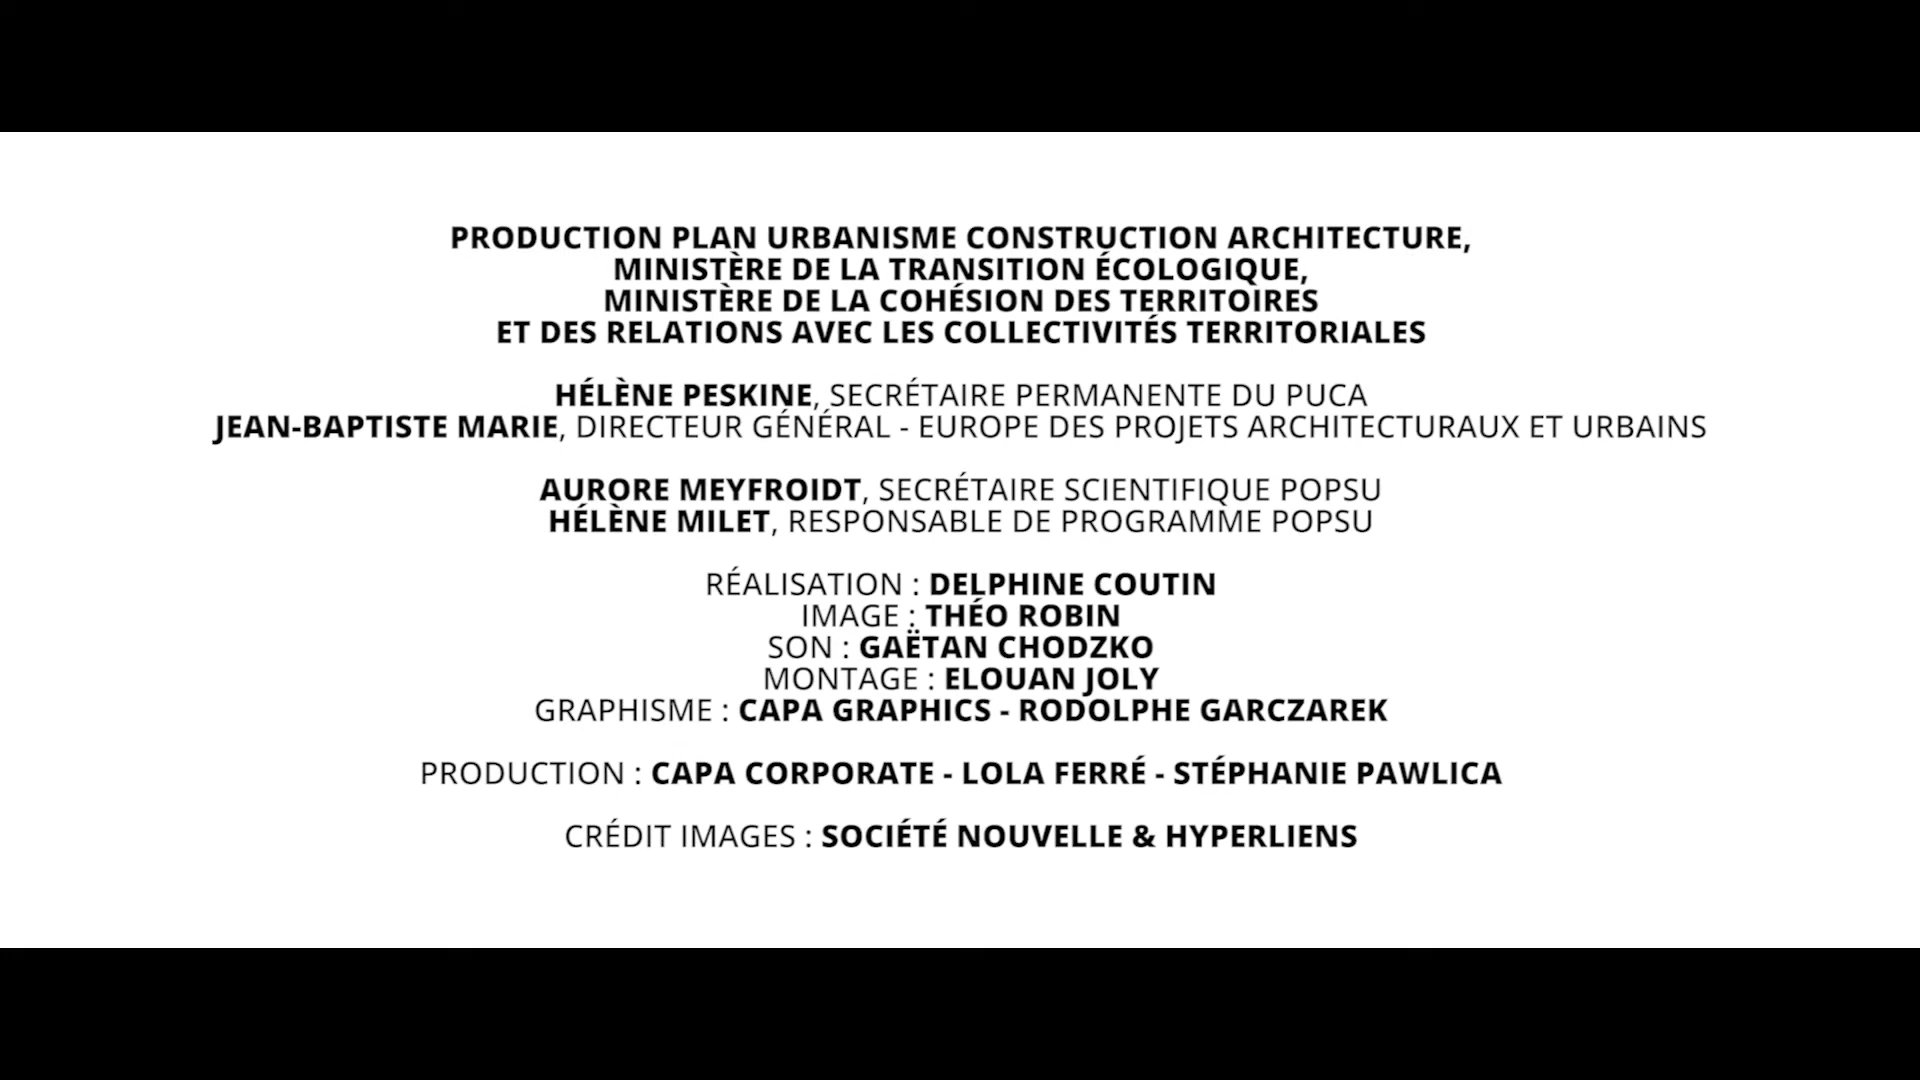 PRODUCTION PLAN URBANISME CONSTRUCTION ARCHITECTURE,
MINISTÈRE DE LA TRANSITION ÉCOLOGIQUE,
MINISTÈRE DE LA COHÉSION DES TERRITOIRES
ET DES RELATIONS AVEC LES COLLECTIVITÉS TERRITORIALES
HÉLÈNE PESKINE, SECRÉTAIRE PERMANENTE DU PUCA
JEAN-BAPTISTE MARIE, DIRECTEUR GÉNÉRAL - EUROPE DES PROJETS ARCHITECTURAUX ET URBAINS
AURORE MEYFROIDT, SECRÉTAIRE SCIENTIFIQUE POPSU
HÉLÈNE MILET, RESPONSABLE DE PROGRAMME POPSU
RÉALISATION : DELPHINE COUTIN
IMAGE : THÉO ROBIN
SON : GAËTAN CHODZKO
MONTAGE : ELOUAN JOLY
GRAPHISME : CAPA GRAPHICS - RODOLPHE GARCZAREK
PRODUCTION : CAPA CORPORATE - LOLA FERRÉ - STÉPHANIE PAWLICA
CRÉDIT IMAGES : SOCIÉTÉ NOUVELLE & HYPERLIENS